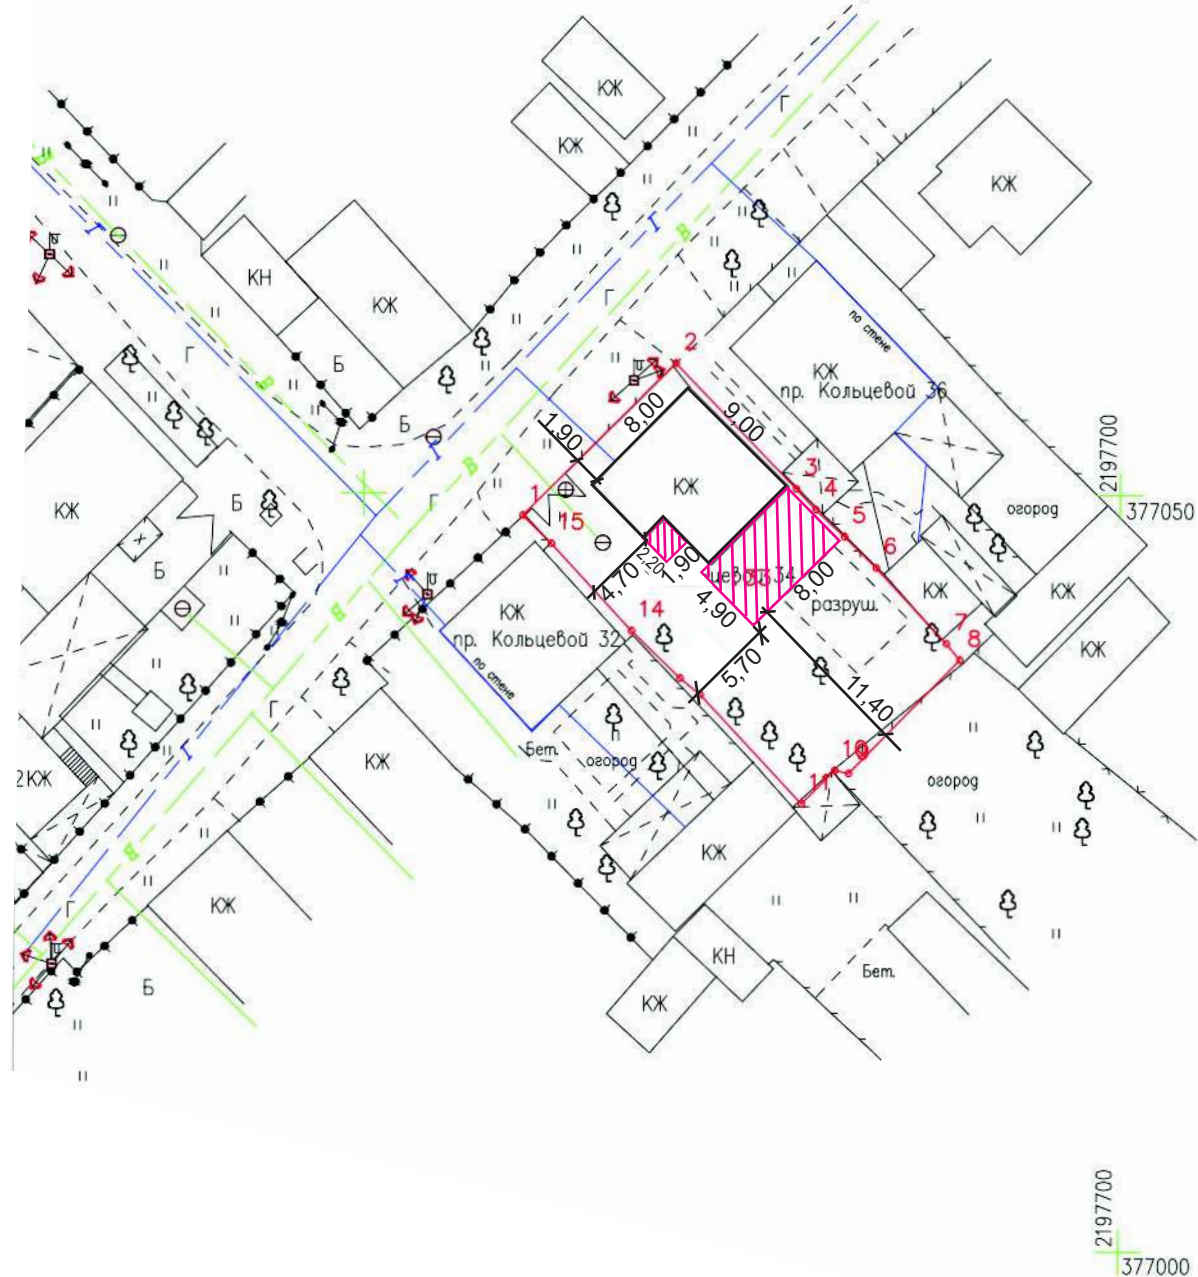 КЖ
Г
КЖ
КЖ
В
Г
КН
КЖ
Г
В
Г
по стене
2
Б
КЖ
пр. Кольцевой 36
8,00
9,00
1,90
Б
Г
В
2197700
377050
КЖ
3
4
1
15
5
огород
КЖ
Б
Г
6
Б
2,20
1,90
4,70
цевой 34
8,00
разруш.
КЖ
КЖ
КЖ
14
4,90
7
8
пр. Кольцевой 32
КЖ
по стене
5,70
11,40
Г
Бет.
огород
КЖ
10
9
11
огород
2КЖ
КЖ
КЖ
Г
КН
Бет.
КЖ
Б
2197700
377000